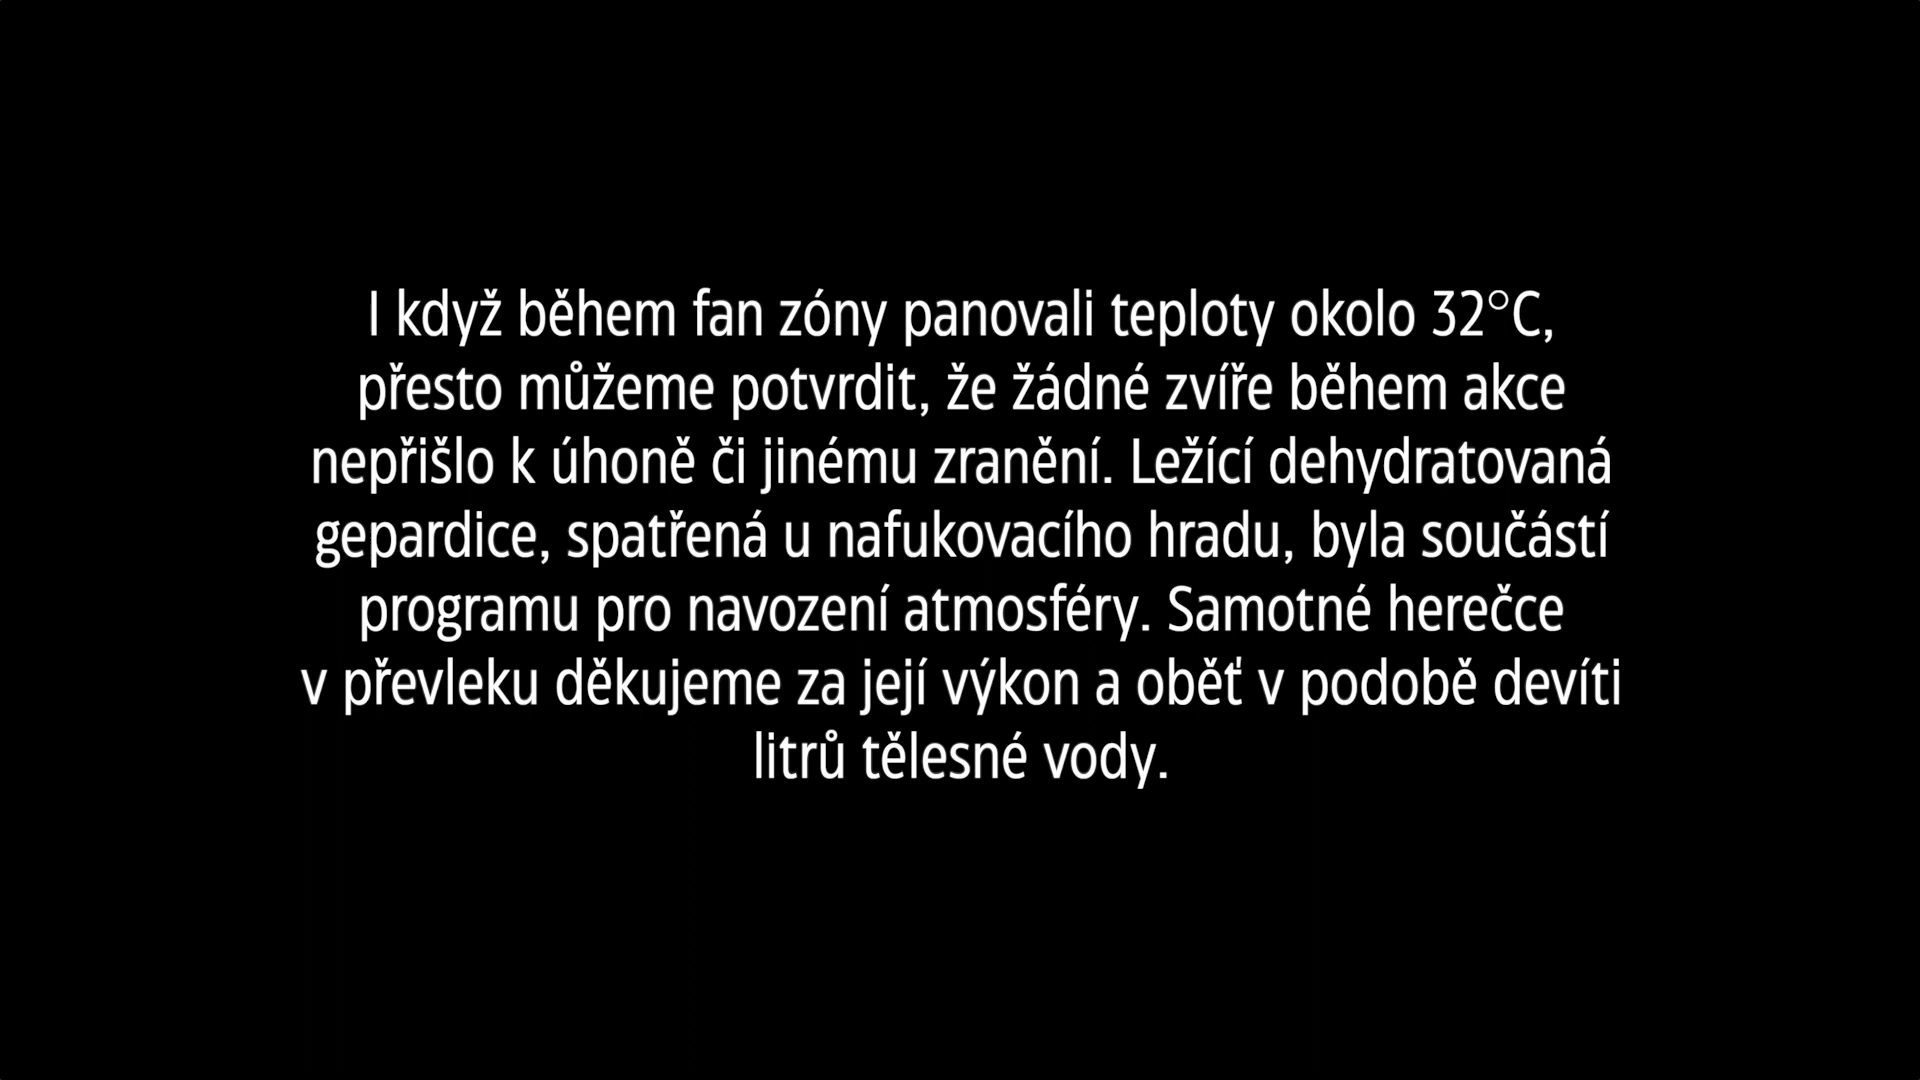 I když během fan zóny panovali teploty okolo 32°C,
přesto můžeme potvrdit, že žádné zvíře během akce
nepřišlo k úhoně či jinému zranění. Ležící dehydratovaná
gepardice, spatřená u nafukovacího hradu, byla součástí
programu pro navození atmosféry. Samotné herečce
v převleku děkujeme za její výkon a oběť v podobě devíti
litrů tělesné vody.